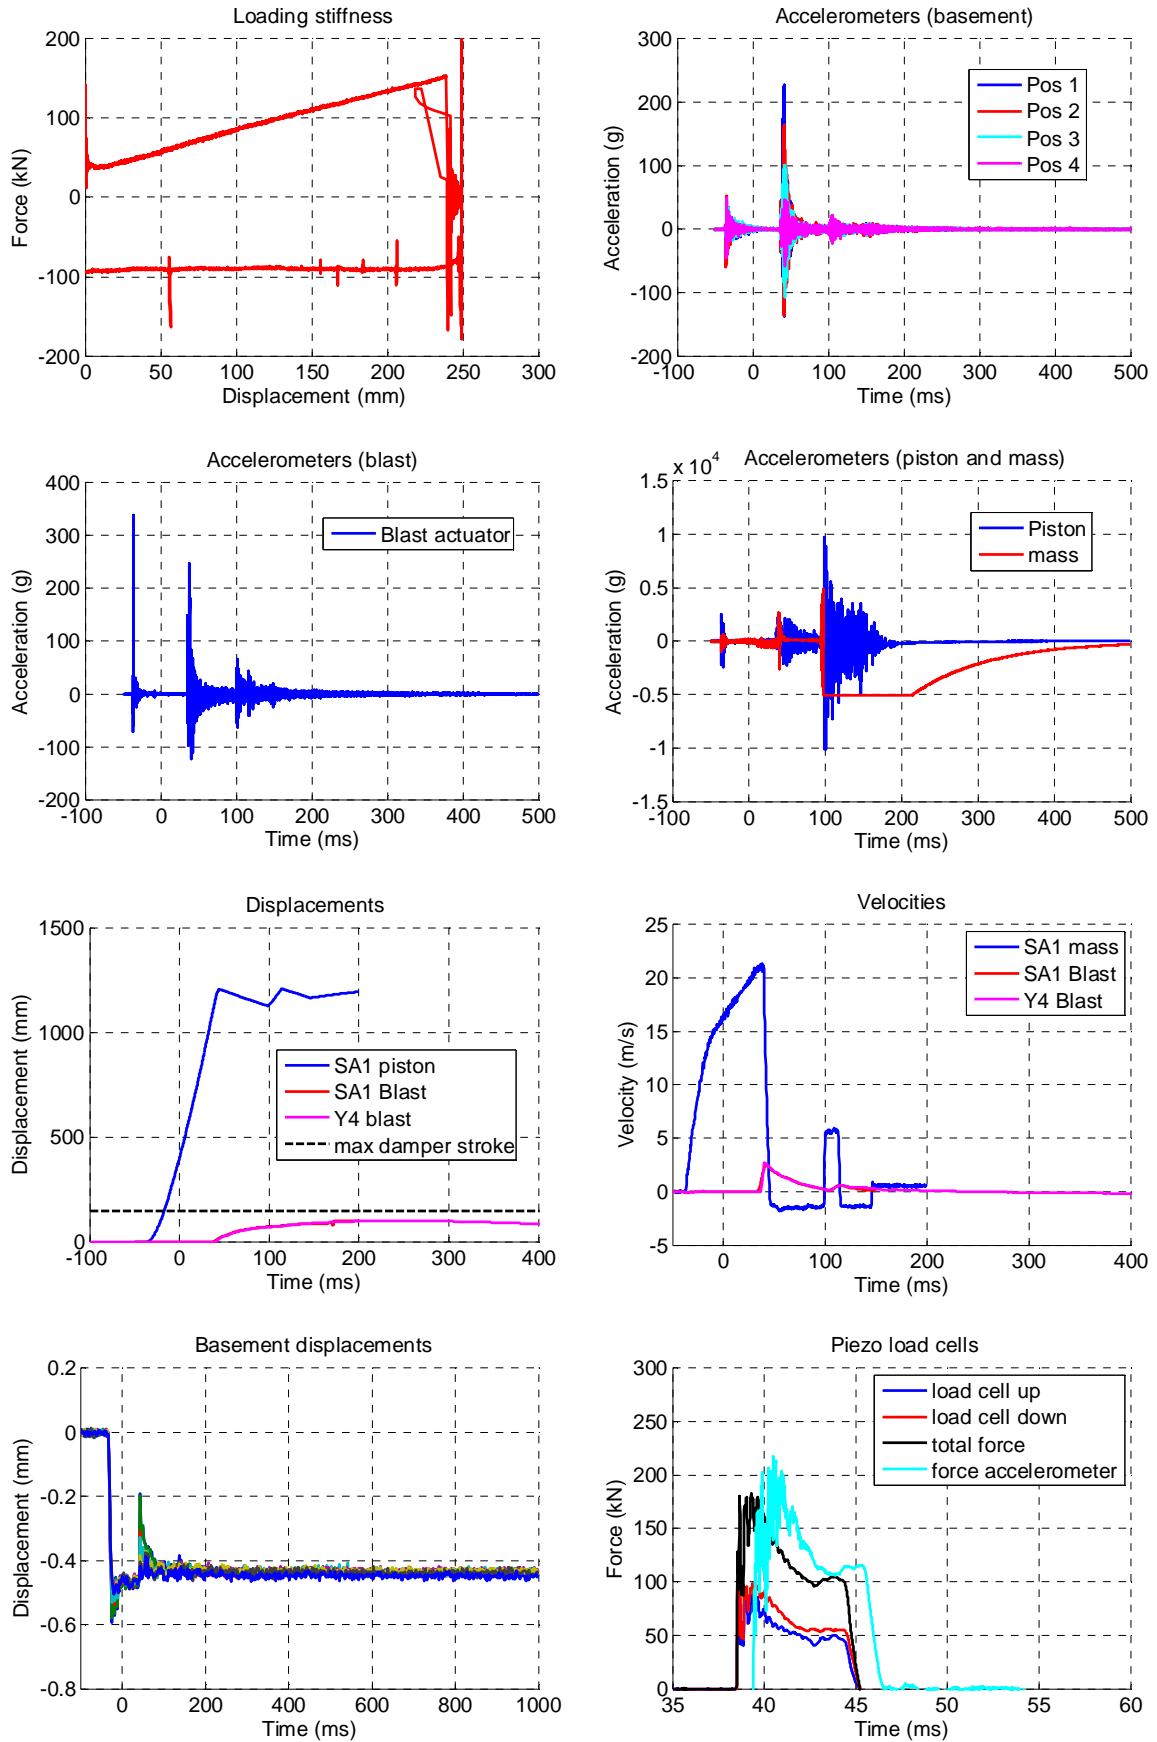 Loading stiffness
Force (kN)
200
100
0
-100
-200
0 50 100 150 200 250 300
Displacement (mm)
Accelerometers (basement)
Acceleration (g)
300
200
100
0
-100
-200
-100 0 100 200 300 400 500
Time (ms)
Pos 1
Pos 2
Pos 3
Pos 4
Accelerometers (blast)
Acceleration (g)
400
300
200
100
0
-100
-200
-100 0 100 200 300 400 500
Time (ms)
Blast actuator
Accelerometers (piston and mass)
x 10^4
Acceleration (g)
1.5
1
0.5
0
-0.5
-1
-1.5
-100 0 100 200 300 400 500
Time (ms)
Piston
mass
Displacements
Displacement (mm)
1500
1000
500
0
-100 0 100 200 300 400
Time (ms)
SA1 piston
SA1 Blast
Y4 blast
max damper stroke
Velocities
Velocity (m/s)
25
20
15
10
5
0
-5
0 100 200 300 400
Time (ms)
SA1 mass
SA1 Blast
Y4 Blast
Basement displacements
Displacement (mm)
0.2
0
-0.2
-0.4
-0.6
-0.8
0 200 400 600 800 1000
Time (ms)
Piezo load cells
Force (kN)
300
250
200
150
100
50
0
35 40 45 50 55 60
Time (ms)
load cell up
load cell down
total force
force accelerometer